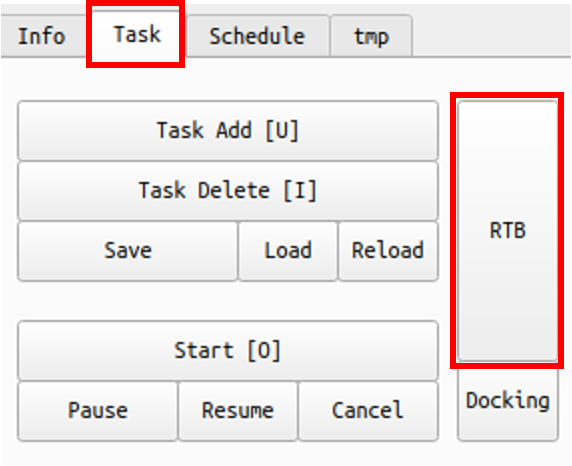 Info Task Schedule tmp
Task Add [U]
Task Delete [I]
Save Load Reload
RTB
Start [O]
Pause Resume Cancel
Docking